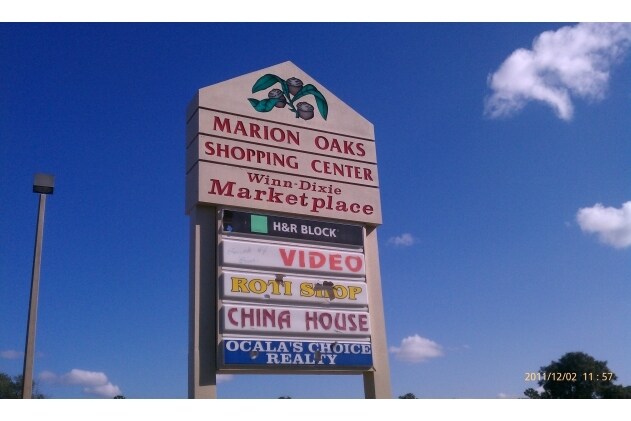 MARION OAKS
SHOPPING CENTER
Winn-Dixie
Marketplace
H&R BLOCK
VIDEO
ROTI SHOP
CHINA HOUSE
OCALA'S CHOICE
REALTY
2011/12/02 11:57